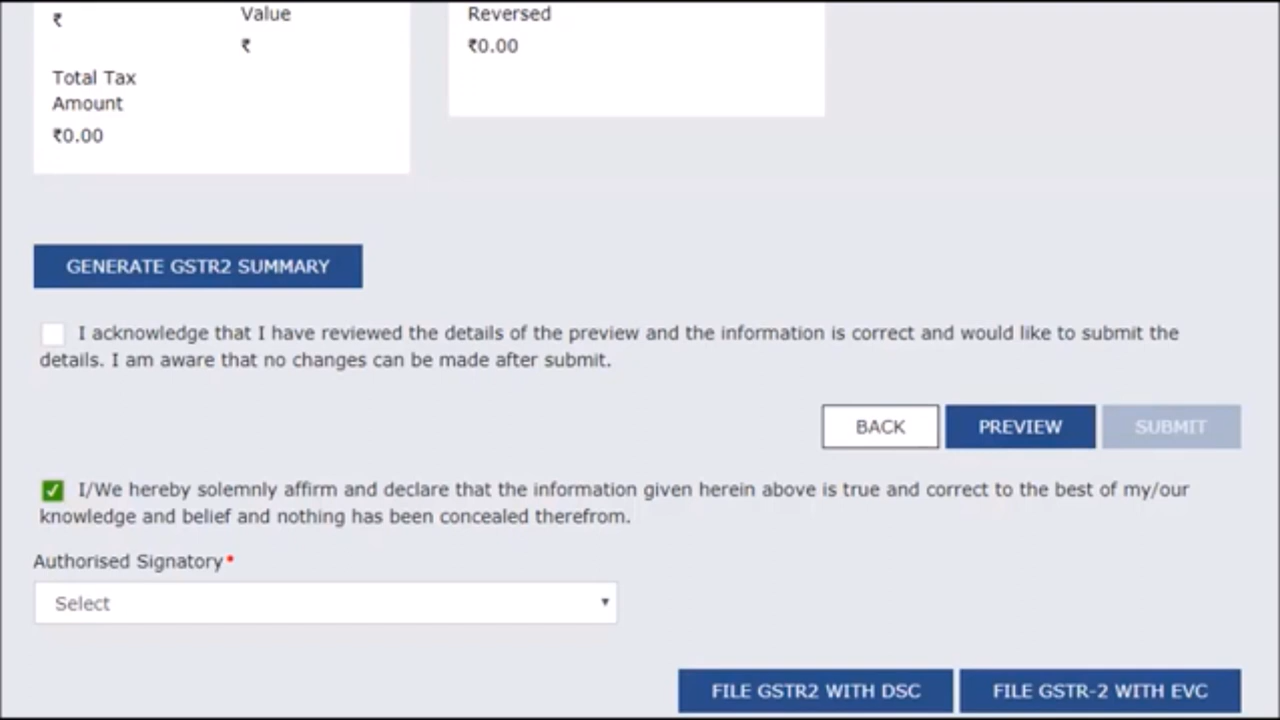 ₹
Value
₹
Total Tax
Amount
₹0.00
Reversed
₹0.00
GENERATE GSTR2 SUMMARY
I acknowledge that I have reviewed the details of the preview and the information is correct and would like to submit the
details. I am aware that no changes can be made after submit.
BACK
PREVIEW
SUBMIT
I/We hereby solemnly affirm and declare that the information given herein above is true and correct to the best of my/our
knowledge and belief and nothing has been concealed therefrom.
Authorised Signatory*
Select
FILE GSTR2 WITH DSC
FILE GSTR-2 WITH EVC